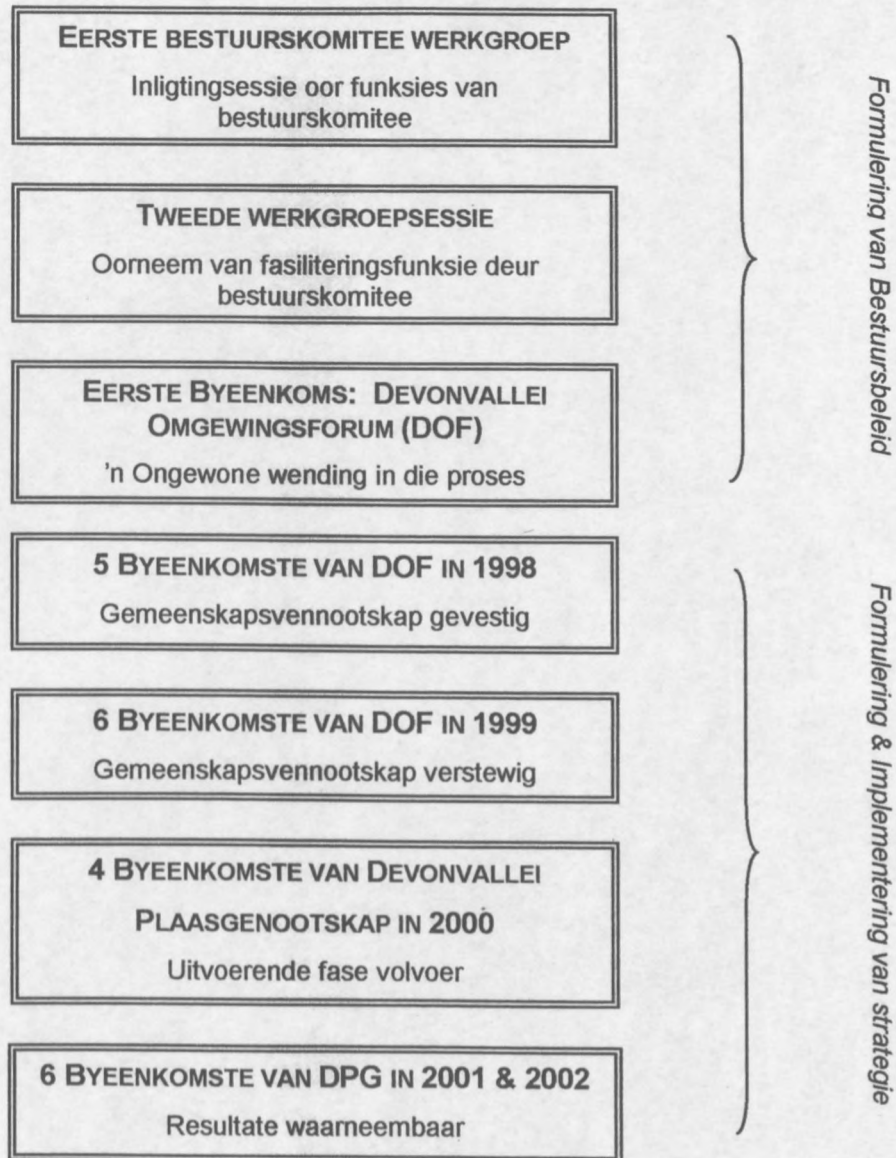 EERSTE BESTUURSKOMITEE WERKGROEP
Inligtingsessie oor funksies van
bestuurskomitee
TWEEDE WERKGROEPSESSIE
Oorneem van fasiliteringsfunksie deur
bestuurskomitee
EERSTE BYEENKOMS: DEVONVALLEI
OMGEWINGSFORUM (DOF)
'n Ongewone wending in die proses
Formulering van Bestuursbeleid
5 BYEENKOMSTE VAN DOF IN 1998
Gemeenskapsvennootskap gevestig
6 BYEENKOMSTE VAN DOF IN 1999
Gemeenskapsvennootskap verstewig
4 BYEENKOMSTE VAN DEVONVALLEI
PLAASGENOOTSKAP IN 2000
Uitvoerende fase volvoer
6 BYEENKOMSTE VAN DPG IN 2001 & 2002
Resultate waarneembaar
Formulering & Implementering van strategie